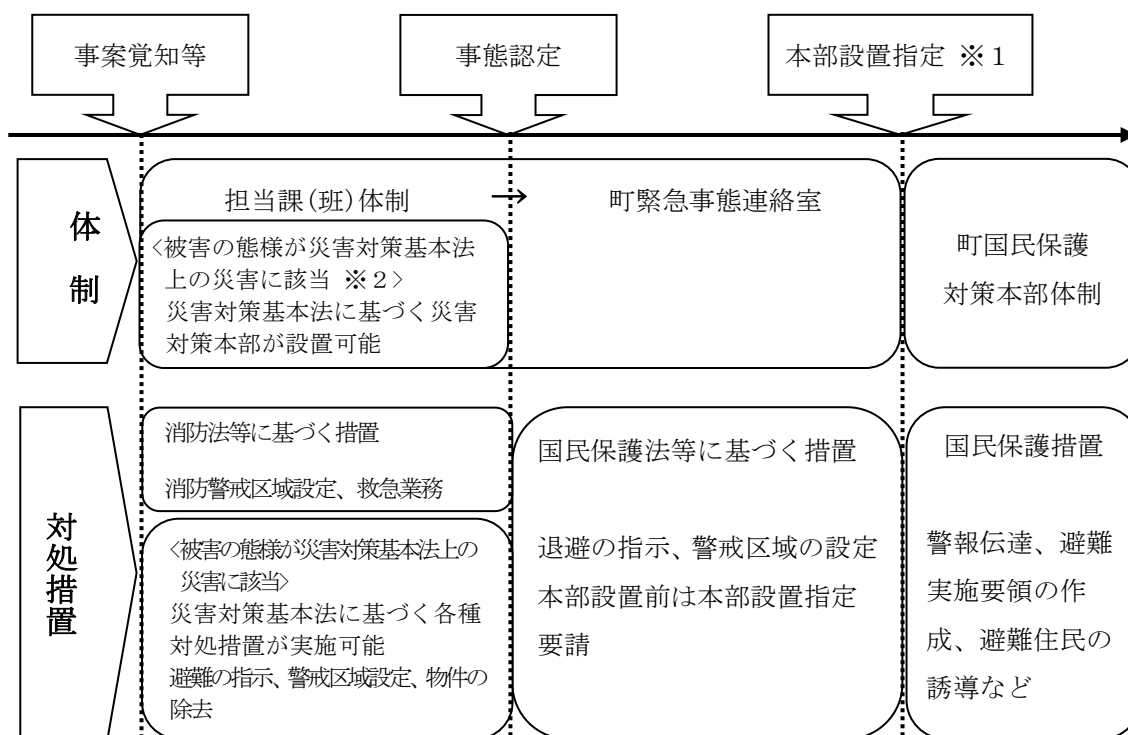 事案覚知等
事態認定
本部設置指定 ※1
体
制
担当課(班)体制
→
町緊急事態連絡室
<被害の態様が災害対策基本法
上の災害に該当 ※2>
災害対策基本法に基づく災害
対策本部が設置可能
町国民保護
対策本部体制
対処措置
消防法等に基づく措置
消防警戒区域設定、救急業務
<被害の態様が災害対策基本法上の
災害に該当>
災害対策基本法に基づく各種
対処措置が実施可能
避難の指示、警戒区域設定、物件の
除去
国民保護法等に基づく措置
退避の指示、警戒区域の設定
本部設置前は本部設置指定
要請
国民保護措置
警報伝達、避難
実施要領の作
成、避難住民の
誘導など